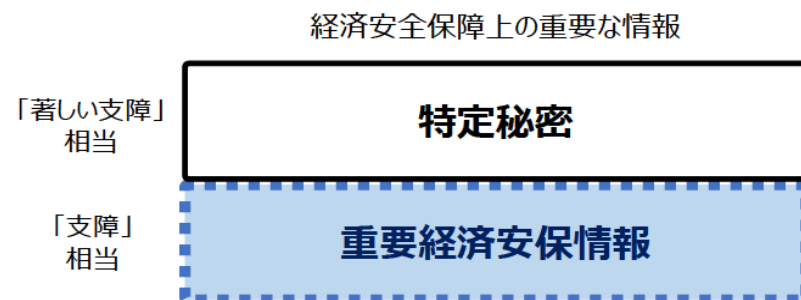 経済安全保障上の重要な情報
「著しい支障」
相当
特定秘密
「支障」
相当
重要経済安保情報